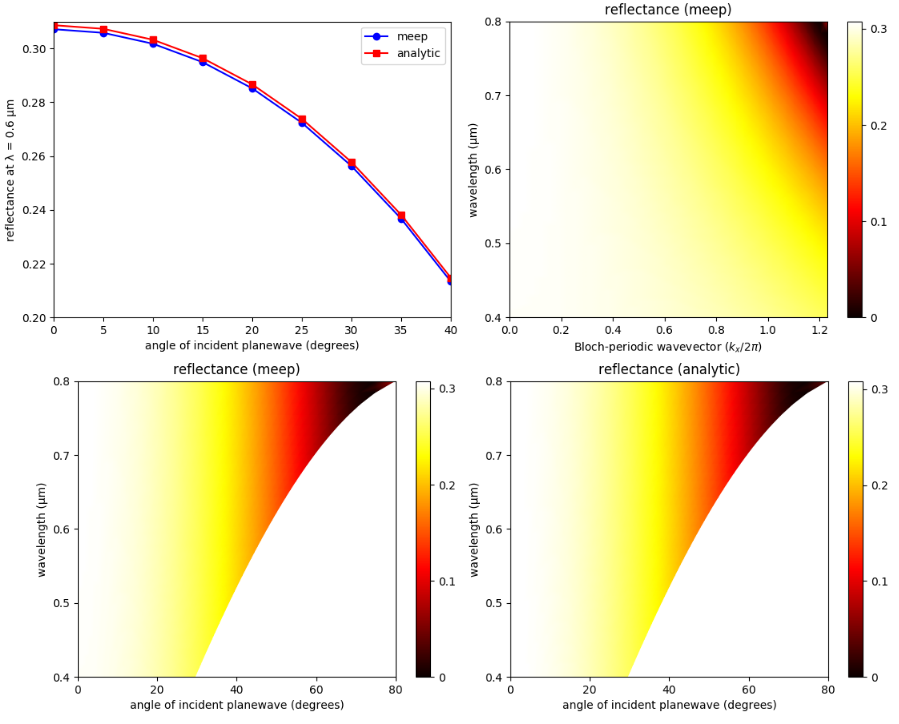 0.30
0.28
0.26
0.24
0.22
0.20
reflectance at λ = 0.6 μm
meep
analytic
0 5 10 15 20 25 30 35 40
angle of incident planewave (degrees)
reflectance (meep)
0.8
0.7
0.6
0.5
0.4
wavelength (μm)
0.0 0.2 0.4 0.6 0.8 1.0 1.2
Bloch-periodic wavevector (kₓ/2π)
0.3
0.2
0.1
0
reflectance (meep)
0.8
0.7
0.6
0.5
0.4
wavelength (μm)
0 20 40 60 80
angle of incident planewave (degrees)
0.3
0.2
0.1
0
reflectance (analytic)
0.8
0.7
0.6
0.5
0.4
wavelength (μm)
0 20 40 60 80
angle of incident planewave (degrees)
0.3
0.2
0.1
0